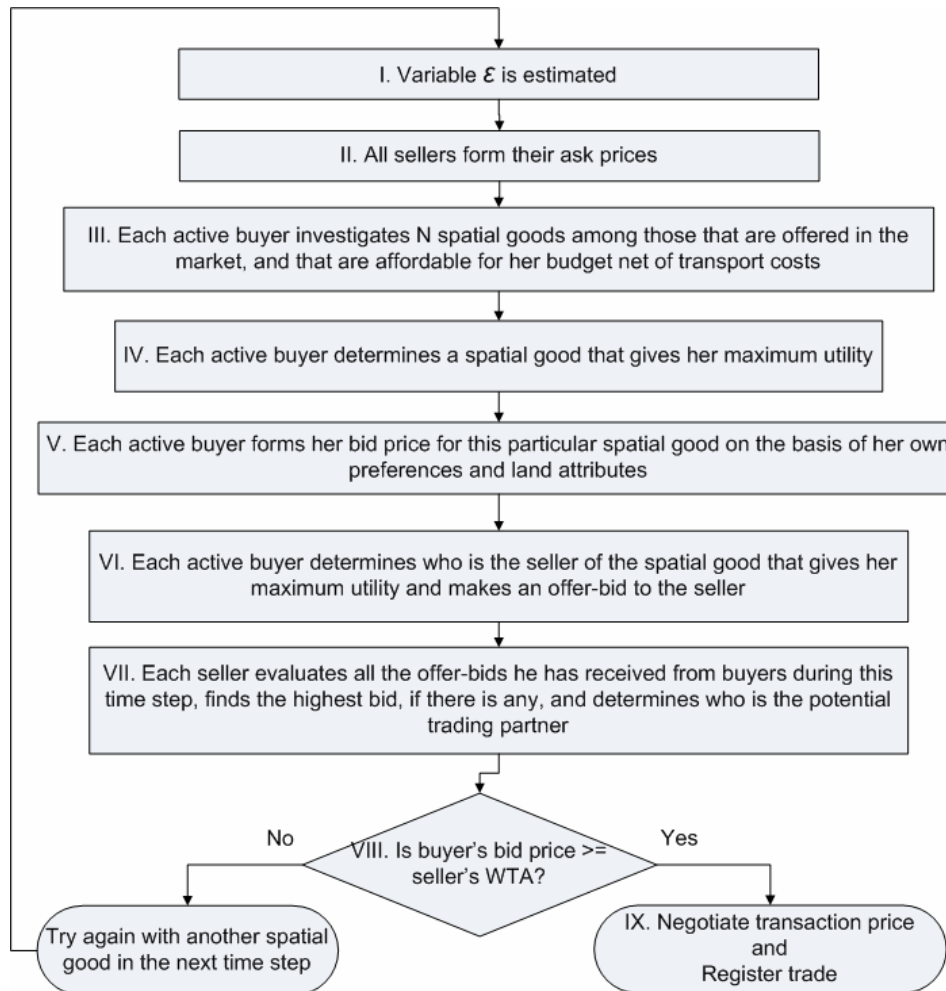 I. Variable ε is estimated
II. All sellers form their ask prices
III. Each active buyer investigates N spatial goods among those that are offered in the
market, and that are affordable for her budget net of transport costs
IV. Each active buyer determines a spatial good that gives her maximum utility
V. Each active buyer forms her bid price for this particular spatial good on the basis of her own
preferences and land attributes
VI. Each active buyer determines who is the seller of the spatial good that gives her
maximum utility and makes an offer-bid to the seller
VII. Each seller evaluates all the offer-bids he has received from buyers during this
time step, finds the highest bid, if there is any, and determines who is the potential
trading partner
No
Yes
VIII. Is buyer's bid price >=
seller's WTA?
Try again with another spatial
good in the next time step
IX. Negotiate transaction price
and
Register trade